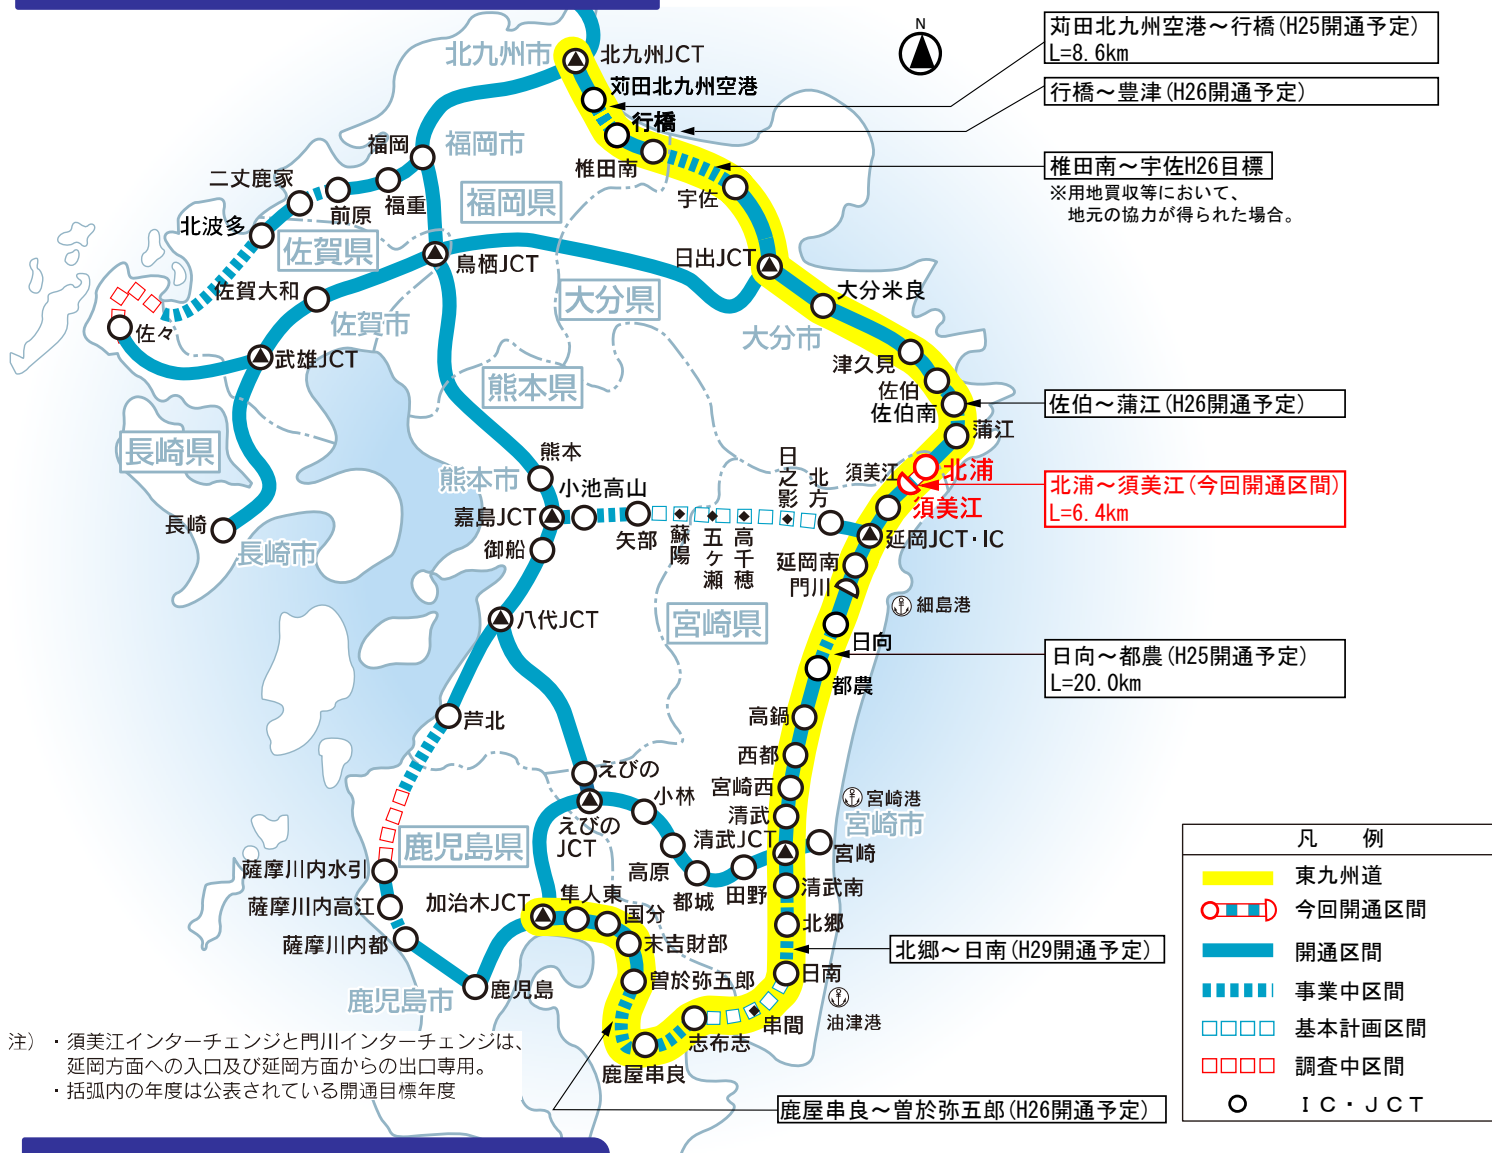 N
苅田北九州空港～行橋(H25開通予定)
L=8.6km
行橋～豊津(H26開通予定)
椎田南～宇佐H26目標
※用地買収等において、
地元の協力が得られた場合。
佐伯～蒲江(H26開通予定)
北浦～須美江(今回開通区間)
L=6.4km
日向～都農(H25開通予定)
L=20.0km
北郷～日南(H29開通予定)
鹿屋串良～曽於弥五郎(H26開通予定)
北九州市
北九州JCT
苅田北九州空港
行橋
福岡
福岡市
椎田南
二丈鹿家
前原
福重
福岡県
宇佐
北波多
佐賀県
鳥栖JCT
日出JCT
佐賀大和
大分県
大分米良
佐賀市
佐々
大分市
武雄JCT
津久見
熊本県
佐伯
佐伯南
蒲江
長崎県
熊本
日之影
北方
須美江
北浦
熊本市
小池高山
須美江
長崎
嘉島JCT
矢部
蘇陽
五ヶ瀬
高千穂
延岡JCT・IC
長崎市
御船
延岡南
門川
細島港
八代JCT
宮崎県
日向
都農
芦北
高鍋
西都
えびの
宮崎西
小林
宮崎港
清武
宮崎市
えびの
JCT
清武JCT
宮崎
鹿児島県
高原
薩摩川内水引
都城
田野
清武南
加治木JCT
隼人東
薩摩川内高江
国分
北郷
薩摩川内都
末吉財部
曽於弥五郎
日南
鹿児島
鹿児島市
油津港
串間
志布志
鹿屋串良
注）・須美江インターチェンジと門川インターチェンジは、
延岡方面への入口及び延岡方面からの出口専用。
・括弧内の年度は公表されている開通目標年度
凡　例
東九州道
今回開通区間
開通区間
事業中区間
基本計画区間
調査中区間
ＩＣ・ＪＣＴ